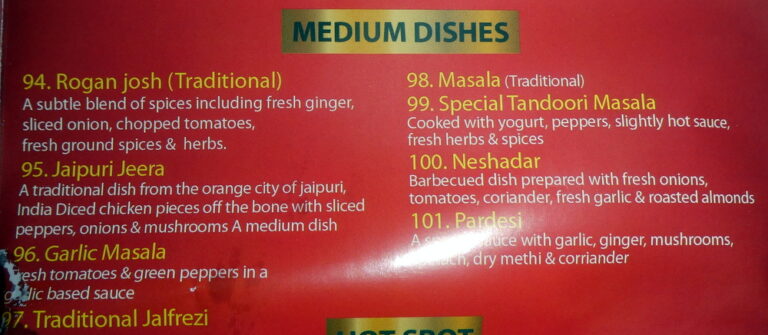 MEDIUM DISHES
94. Rogan josh (Traditional)
A subtle blend of spices including fresh ginger,
sliced onion, chopped tomatoes,
fresh ground spices & herbs.
95. Jaipuri Jeera
A traditional dish from the orange city of jaipuri,
India Diced chicken pieces off the bone with sliced
peppers, onions & mushrooms A medium dish
96. Garlic Masala
fresh tomatoes & green peppers in a
garlic based sauce
97. Traditional Jalfrezi
98. Masala (Traditional)
99. Special Tandoori Masala
Cooked with yogurt, peppers, slightly hot sauce,
fresh herbs & spices
100. Neshadar
Barbecued dish prepared with fresh onions,
tomatoes, coriander, fresh garlic & roasted almonds
101. Pardesi
A sauce with garlic, ginger, mushrooms,
dry methi & corriander
HOT SPOT